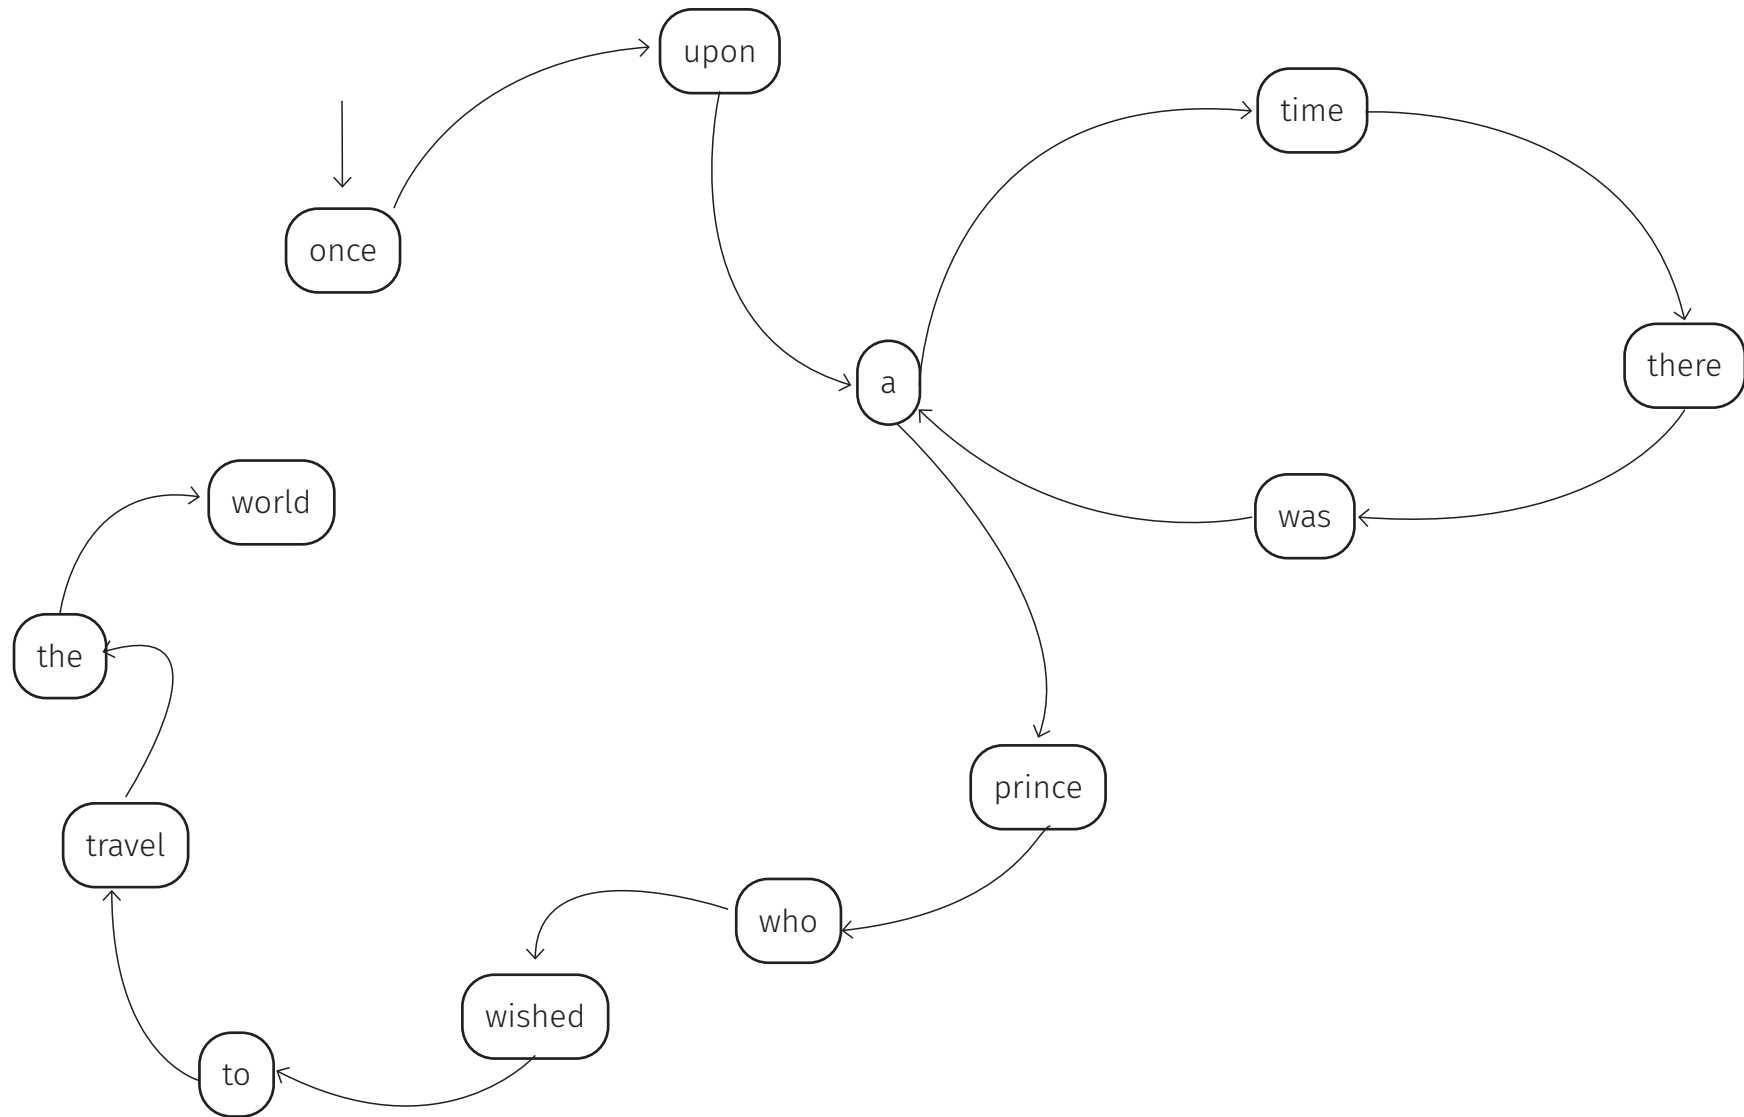 once
upon
a
time
there
was
prince
who
wished
to
travel
the
world